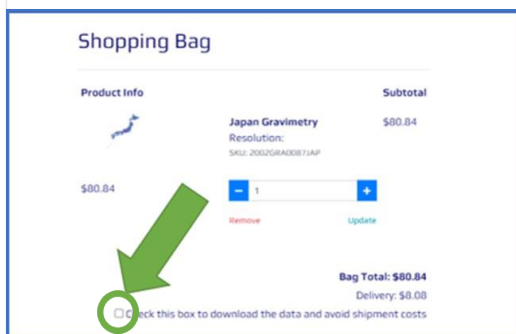 Shopping Bag
Product Info Subtotal
Japan Gravimetry $80.84
Resolution:
SKU: 2002GRA0087JAP
$80.84 - 1 +
Remove Update
Bag Total: $80.84
Delivery: $8.08
Check this box to download the data and avoid shipment costs